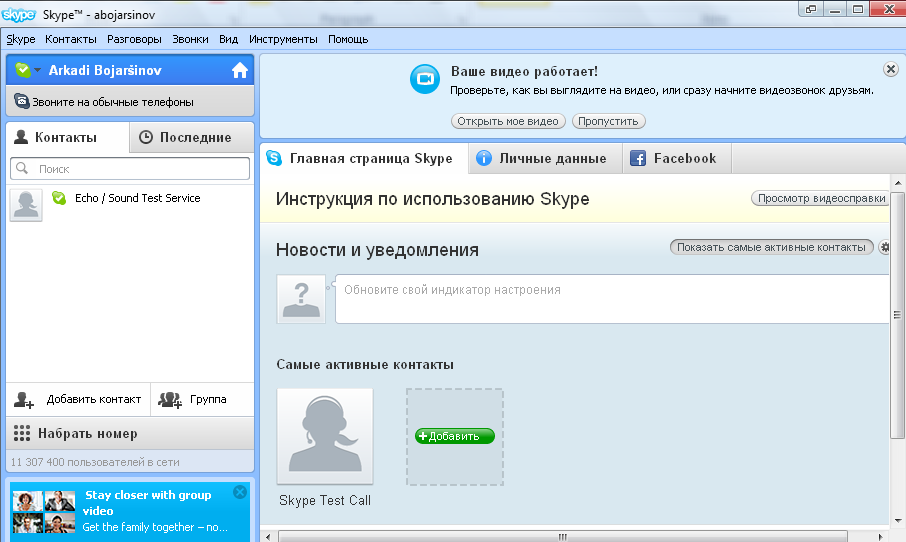 Skype™ - abojarsinov
Skype Контакты Разговоры Звонки Вид Инструменты Помощь
Arkadi Bojaršinov
Звоните на обычные телефоны
Контакты Последние
Поиск
Echo / Sound Test Service
Добавить контакт Группа
Набрать номер
11 307 400 пользователей в сети
Stay closer with group
video
Get the family together – no...
Ваше видео работает!
Проверьте, как вы выглядите на видео, или сразу начните видеозвонок друзьям.
Открыть мое видео Пропустить
Главная страница Skype Личные данные Facebook
Инструкция по использованию Skype Просмотр видеосправки
Новости и уведомления Показать самые активные контакты
?
Обновите свой индикатор настроения
Самые активные контакты
+ Добавить
Skype Test Call